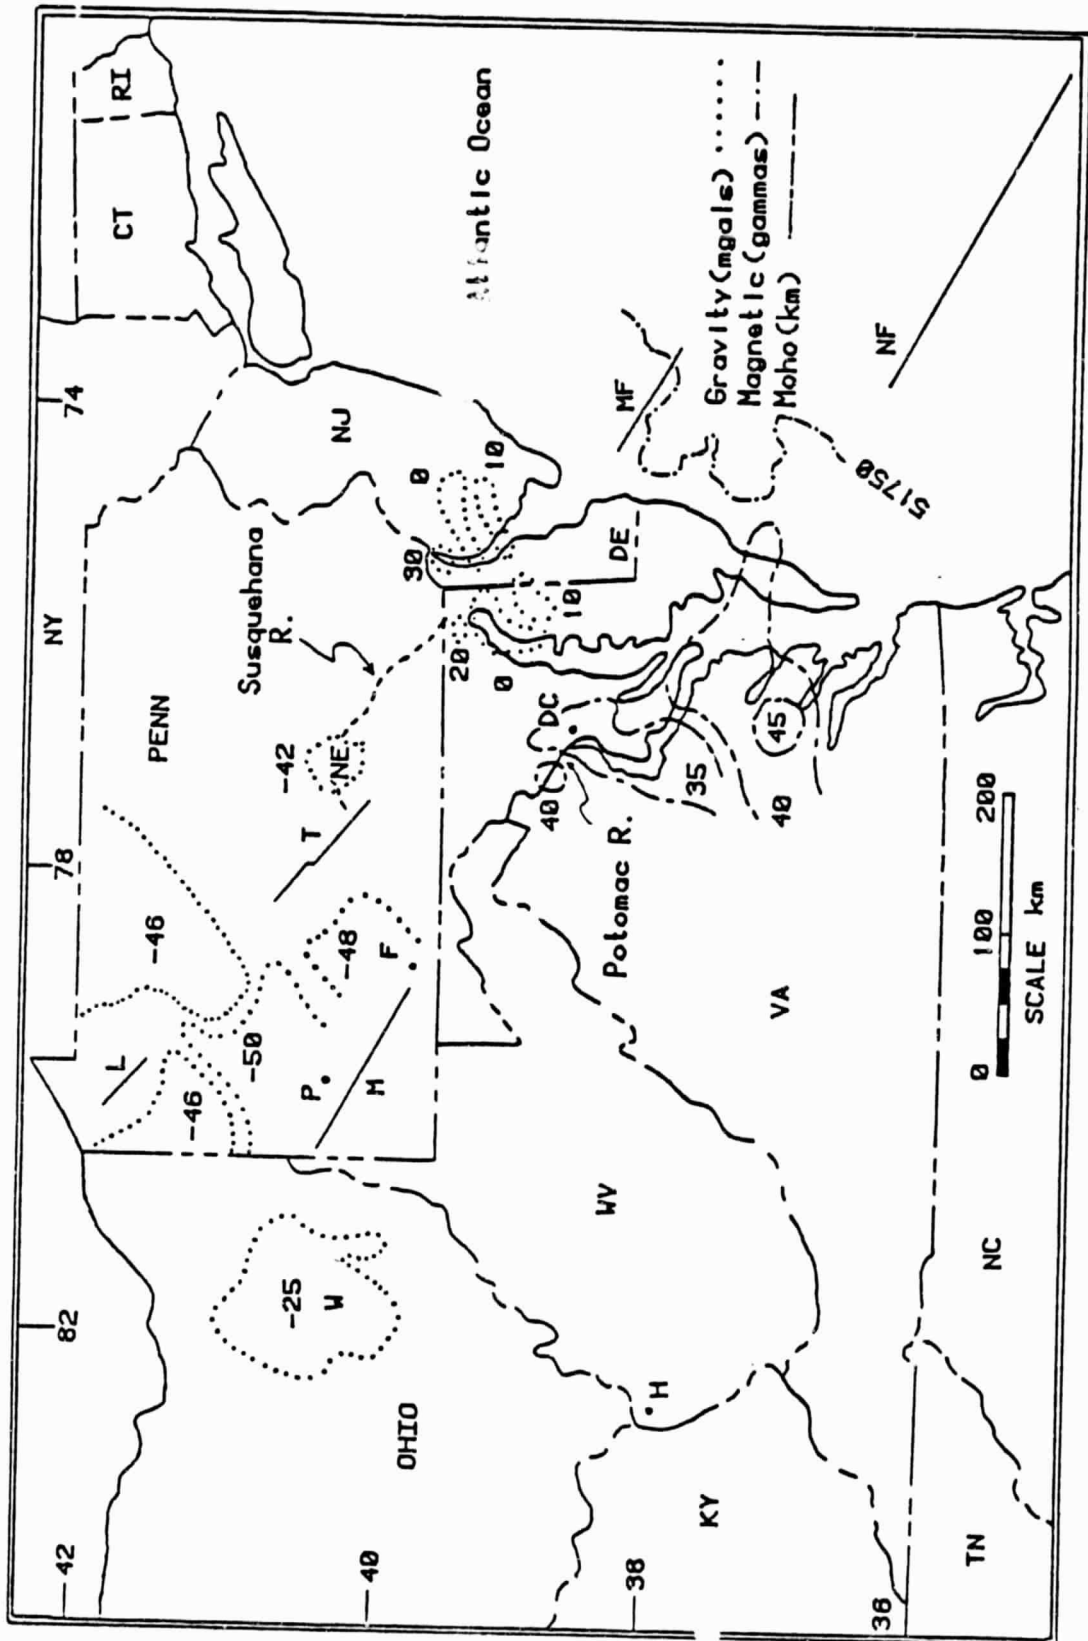 42
40
38
36
82
78
74
NY
CT
RI
PENN
NJ
OHIO
WV
VA
KY
TN
NC
DE
DC
Susquehana
R.
Potomac R.
Atlantic Ocean
-46
-46
-50
-48
-42
-25
L
P
M
F
T
NE
W
H
30
0
10
20
0
10
40
35
40
45
MF
NF
51750
Gravity(mgals)
Magnetic(gammas)
Moho(km)
0 100 200
SCALE km